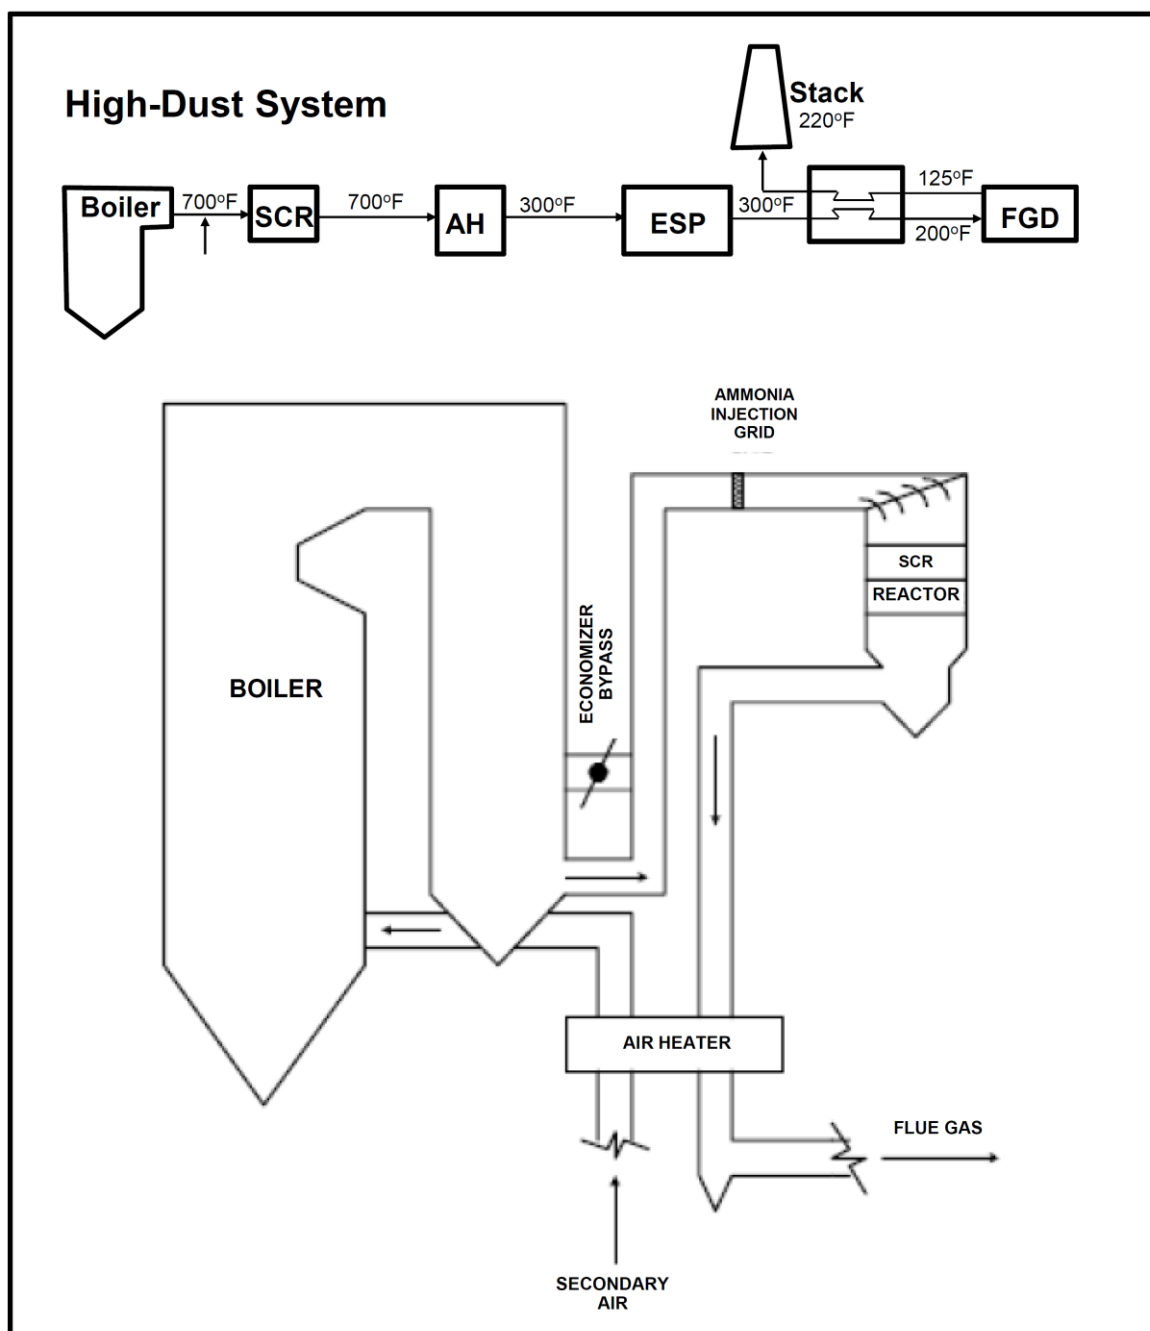 High-Dust System
Stack
220°F
Boiler
700°F
SCR
700°F
AH
300°F
ESP
300°F
125°F
200°F
FGD
AMMONIA
INJECTION
GRID
SCR
REACTOR
ECONOMIZER
BYPASS
BOILER
AIR HEATER
FLUE GAS
SECONDARY
AIR